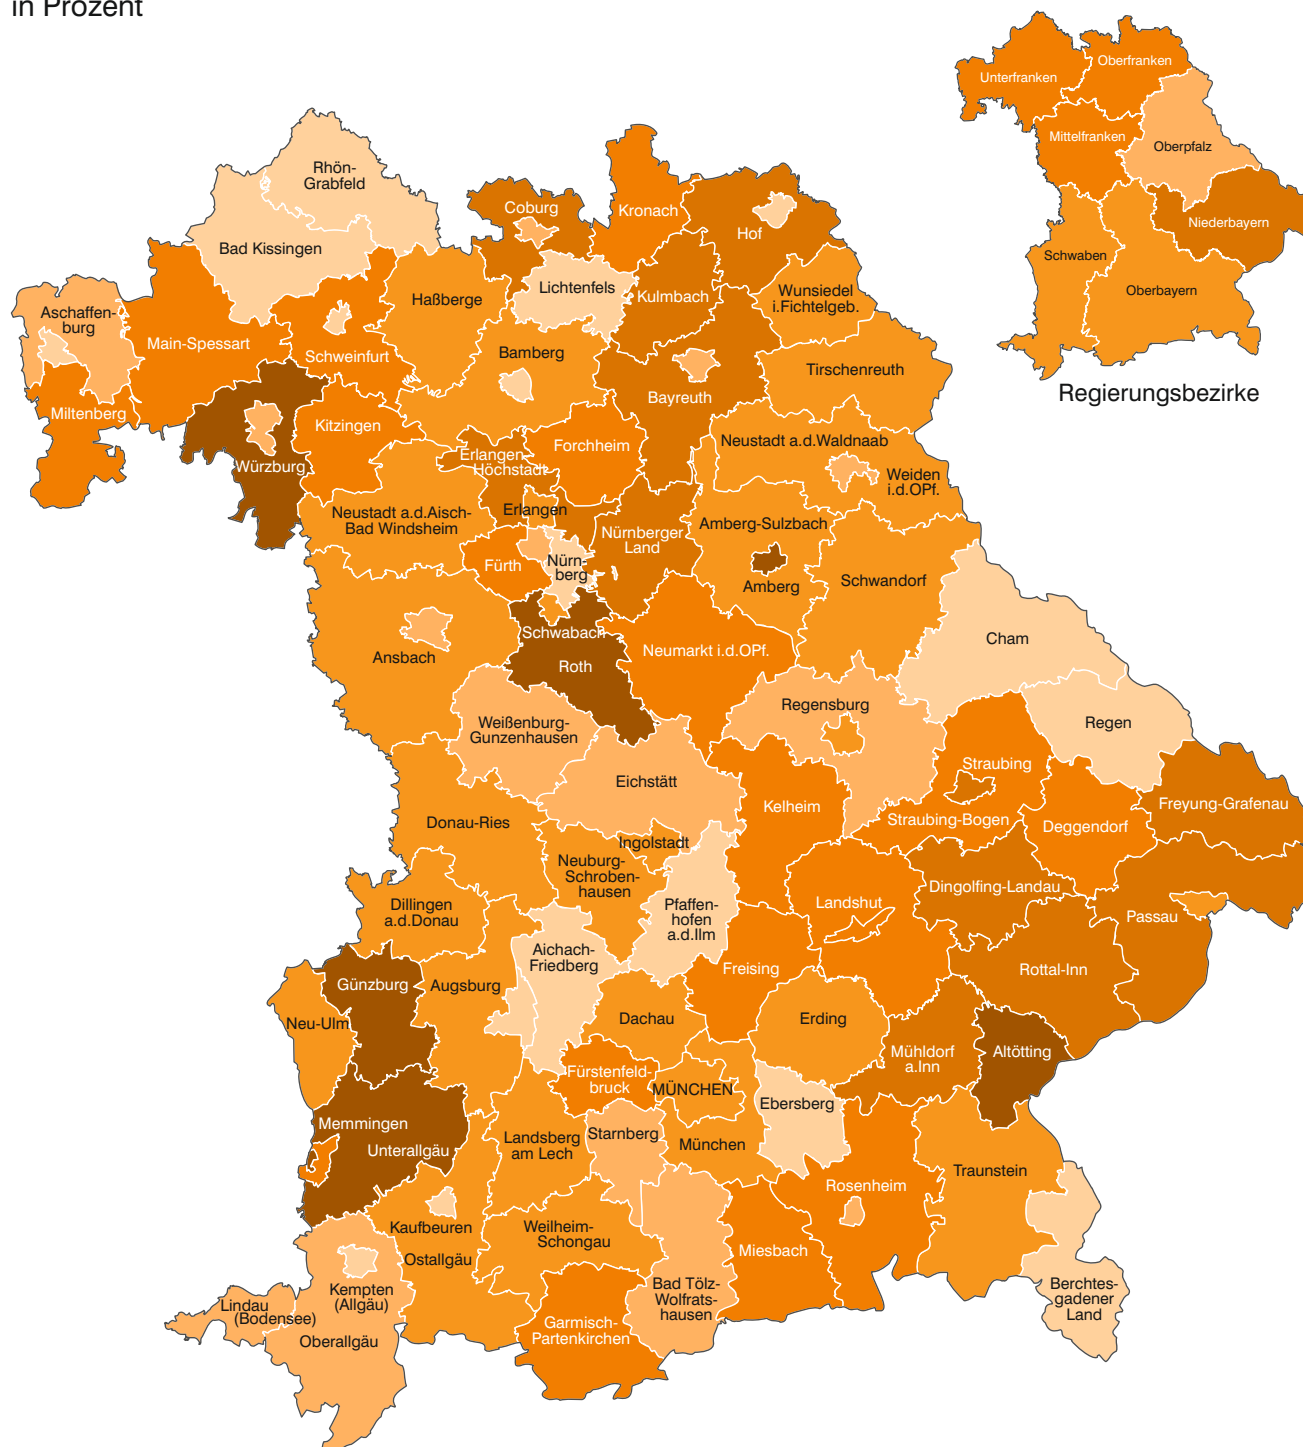 in Prozent
Unterfranken
Oberfranken
Mittelfranken
Oberpfalz
Niederbayern
Schwaben
Oberbayern
Regierungsbezirke
Rhön-
Grabfeld
Bad Kissingen
Coburg
Kronach
Hof
Lichtenfels
Kulmbach
Haßberge
Wunsiedel
i.Fichtelgeb.
Aschaffen-
burg
Main-Spessart
Schweinfurt
Bamberg
Tirschenreuth
Bayreuth
Miltenberg
Kitzingen
Würzburg
Forchheim
Erlangen-
Höchstadt
Neustadt a.d.Waldnaab
Weiden
i.d.OPf.
Neustadt a.d.Aisch-
Bad Windsheim
Erlangen
Nürnberger
Land
Amberg-Sulzbach
Fürth
Nürn-
berg
Amberg
Schwandorf
Schwabach
Roth
Ansbach
Neumarkt i.d.OPf.
Cham
Weißenburg-
Gunzenhausen
Regensburg
Regen
Eichstätt
Straubing
Kelheim
Straubing-Bogen
Deggendorf
Freyung-Grafenau
Donau-Ries
Ingolstadt
Neuburg-
Schroben-
hausen
Dillingen
a.d.Donau
Pfaffen-
hofen
a.d.Ilm
Landshut
Dingolfing-Landau
Passau
Aichach-
Friedberg
Freising
Rottal-Inn
Günzburg
Augsburg
Neu-Ulm
Dachau
Erding
Mühldorf
a.Inn
Altötting
Fürstenfeld-
bruck
MÜNCHEN
Ebersberg
Memmingen
Unterallgäu
Landsberg
am Lech
Starnberg
München
Traunstein
Rosenheim
Kaufbeuren
Ostallgäu
Weilheim-
Schongau
Miesbach
Bad Tölz-
Wolfrats-
hausen
Berchtes-
gadener
Land
Kempten
(Allgäu)
Lindau
(Bodensee)
Oberallgäu
Garmisch-
Partenkirchen